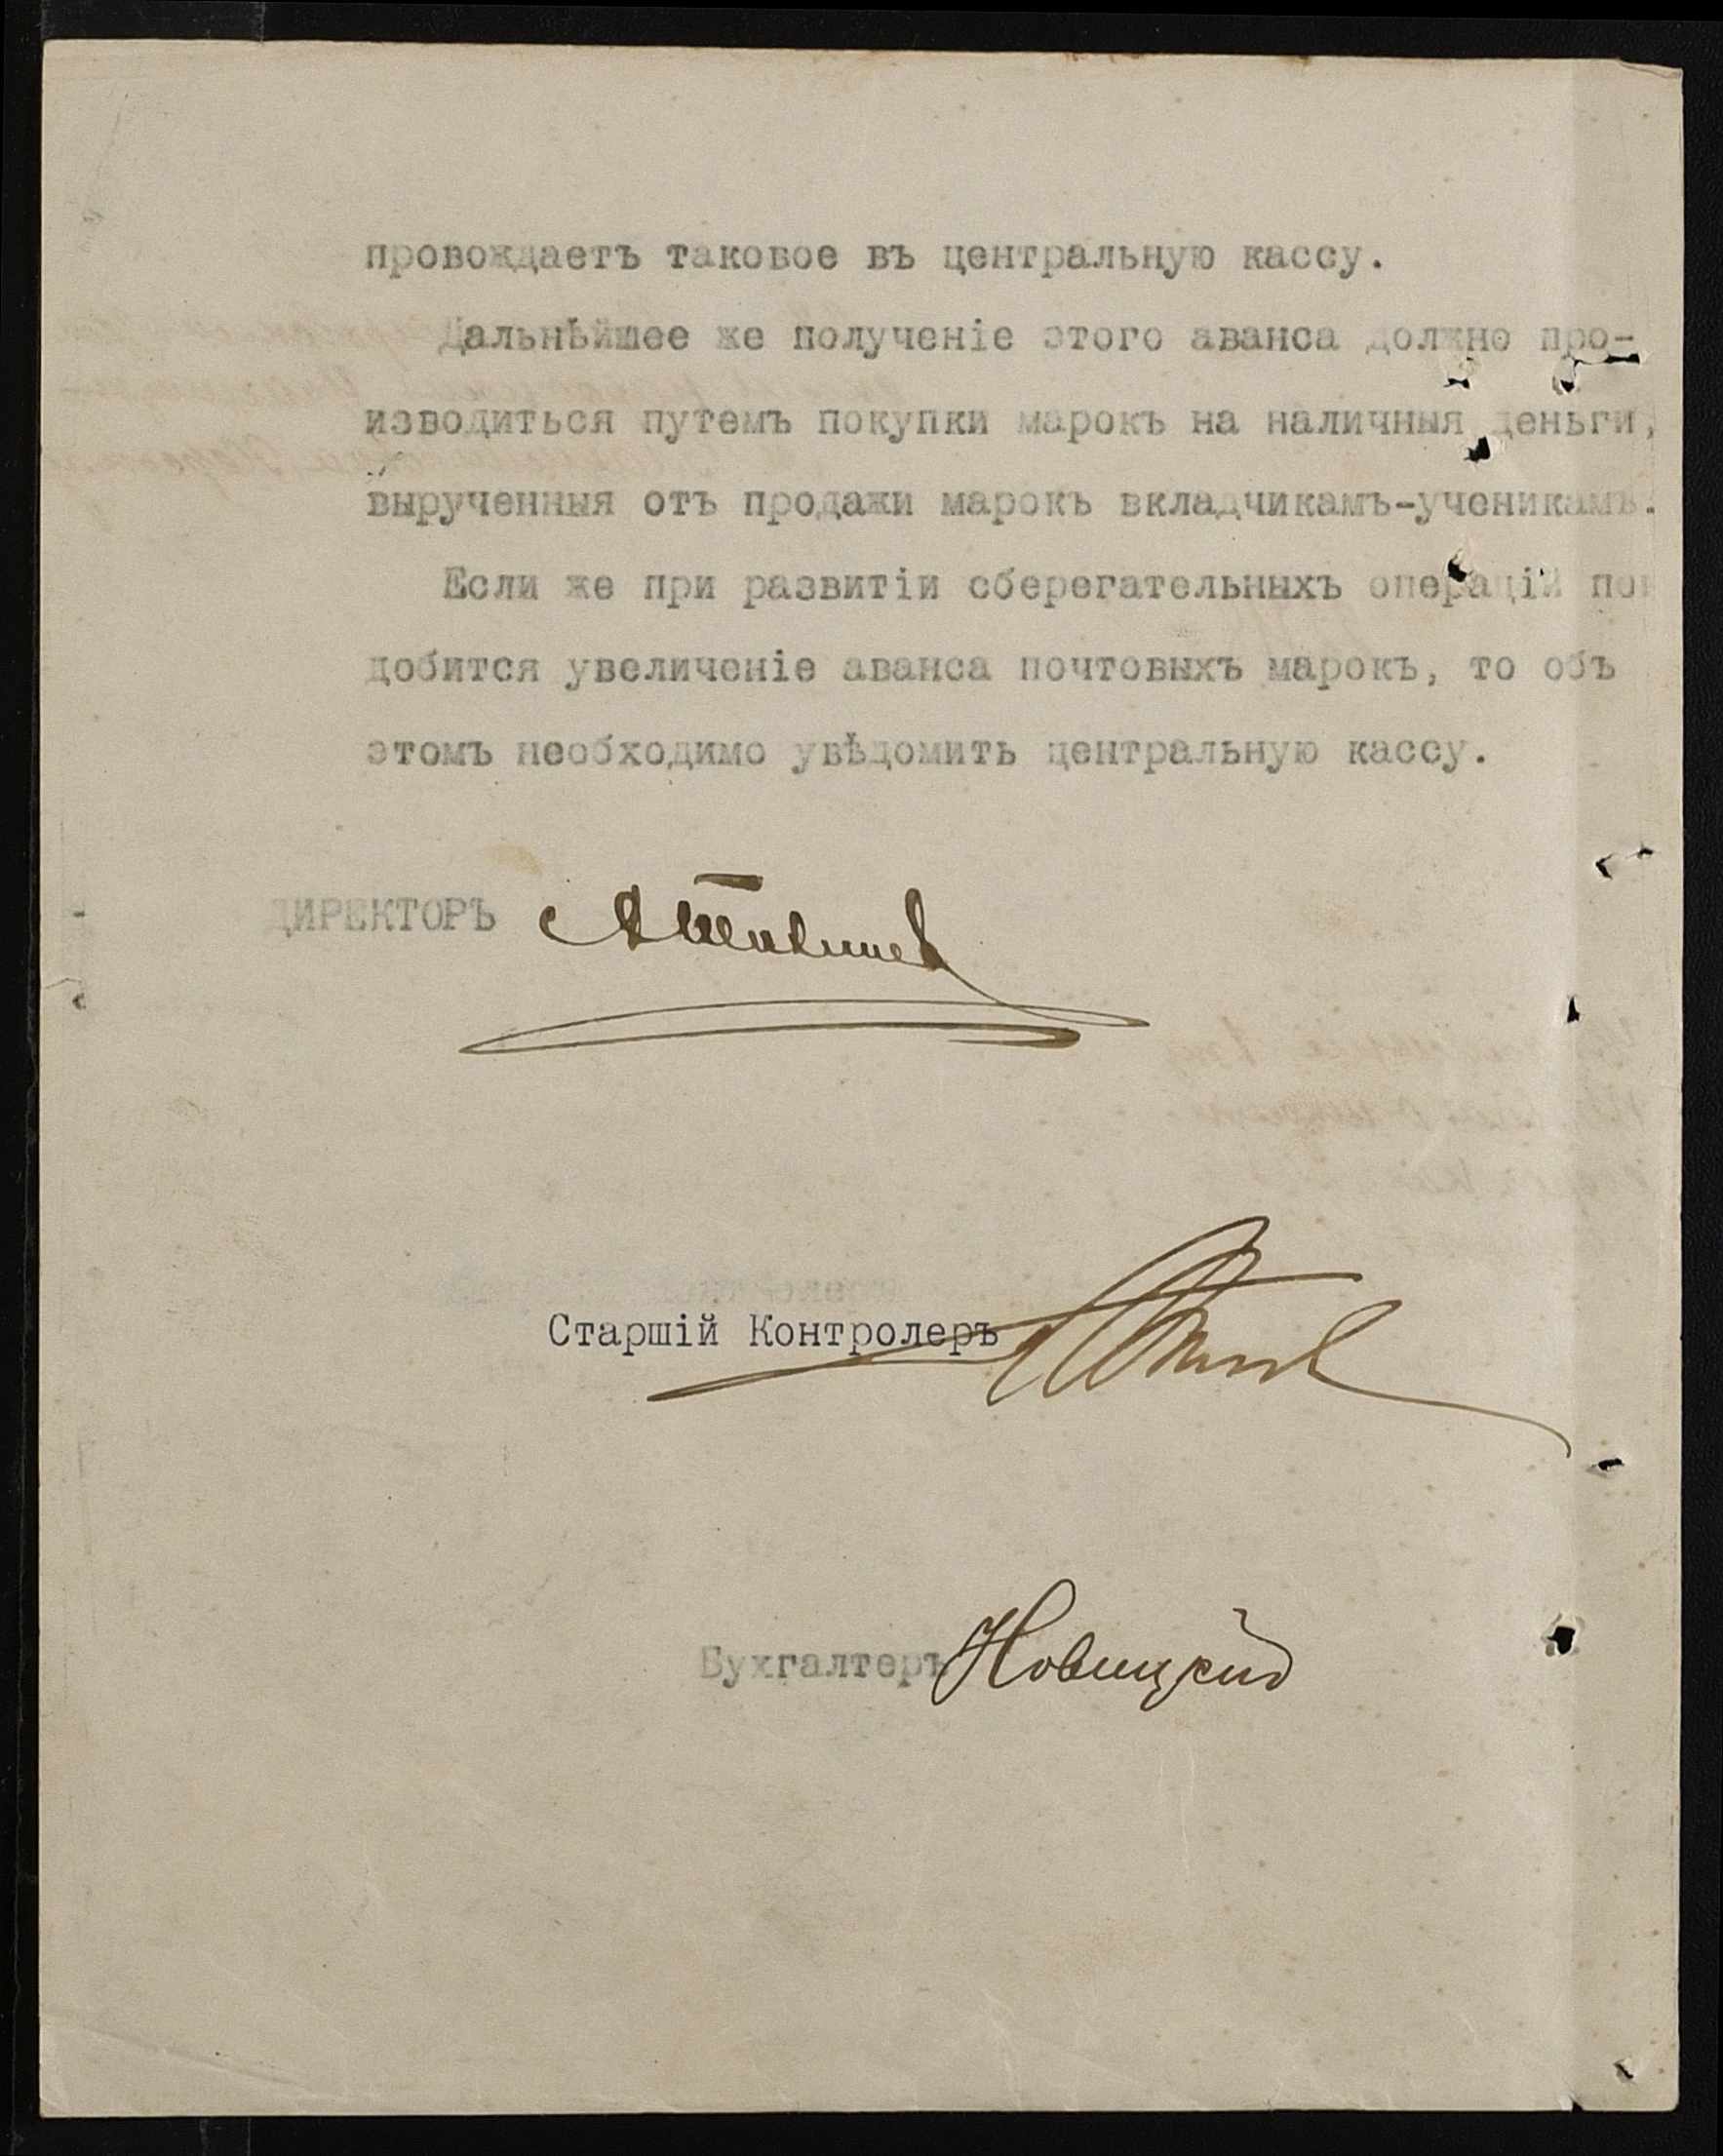 провождаетъ таковое въ центральную кассу.
Дальнѣйшее же полученіе этого аванса должно про-
изводиться путемъ покупки марокъ на наличныя деньги,
вырученныя отъ продажи марокъ вкладчикамъ-ученикамъ.
Если же при развитіи сберегательныхъ операцій
добится увеличеніе аванса почтовыхъ марокъ, то объ
этомъ необходимо увѣдомить центральную кассу.
ДИРЕКТОРЪ
Старшій Контролеръ
Бухгалтеръ Новицкій